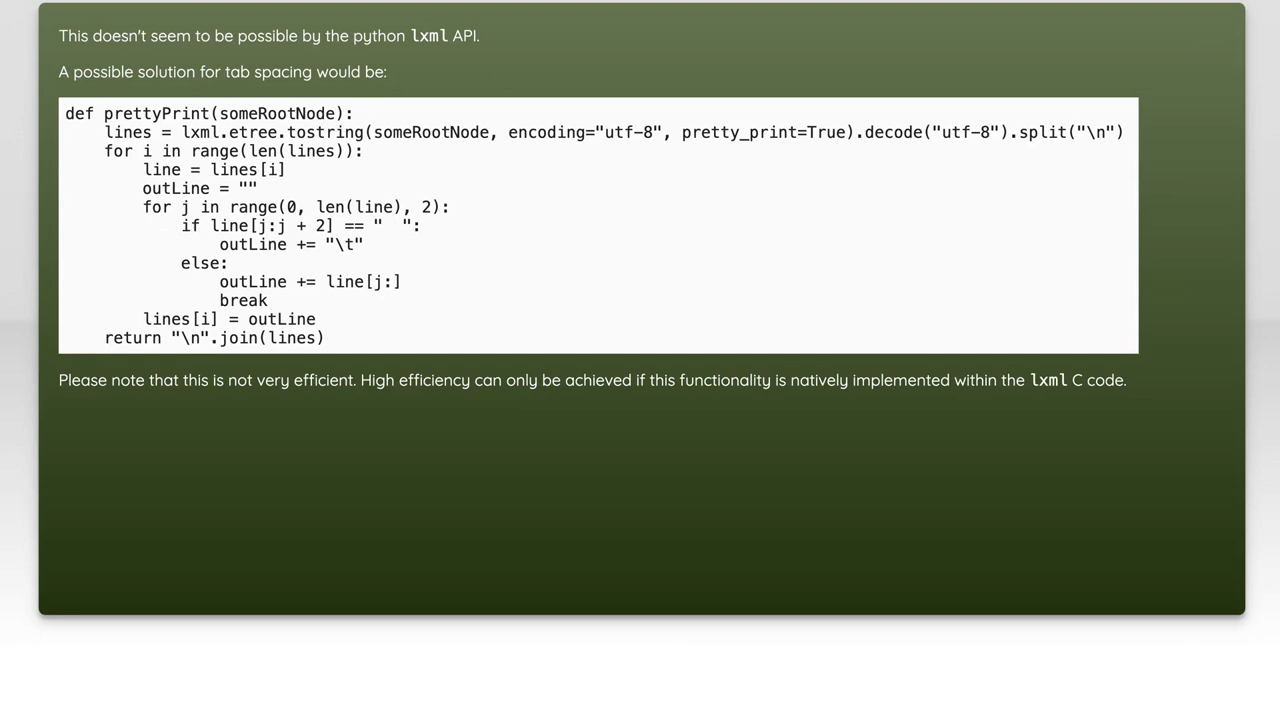 This doesn't seem to be possible by the python lxml API.
A possible solution for tab spacing would be:
def prettyPrint(someRootNode):
    lines = lxml.etree.tostring(someRootNode, encoding="utf-8", pretty_print=True).decode("utf-8").split("\n")
    for i in range(len(lines)):
        line = lines[i]
        outLine = ""
        for j in range(0, len(line), 2):
            if line[j:j + 2] == "  ":
                outLine += "\t"
            else:
                outLine += line[j:]
                break
        lines[i] = outLine
    return "\n".join(lines)
Please note that this is not very efficient. High efficiency can only be achieved if this functionality is natively implemented within the lxml C code.